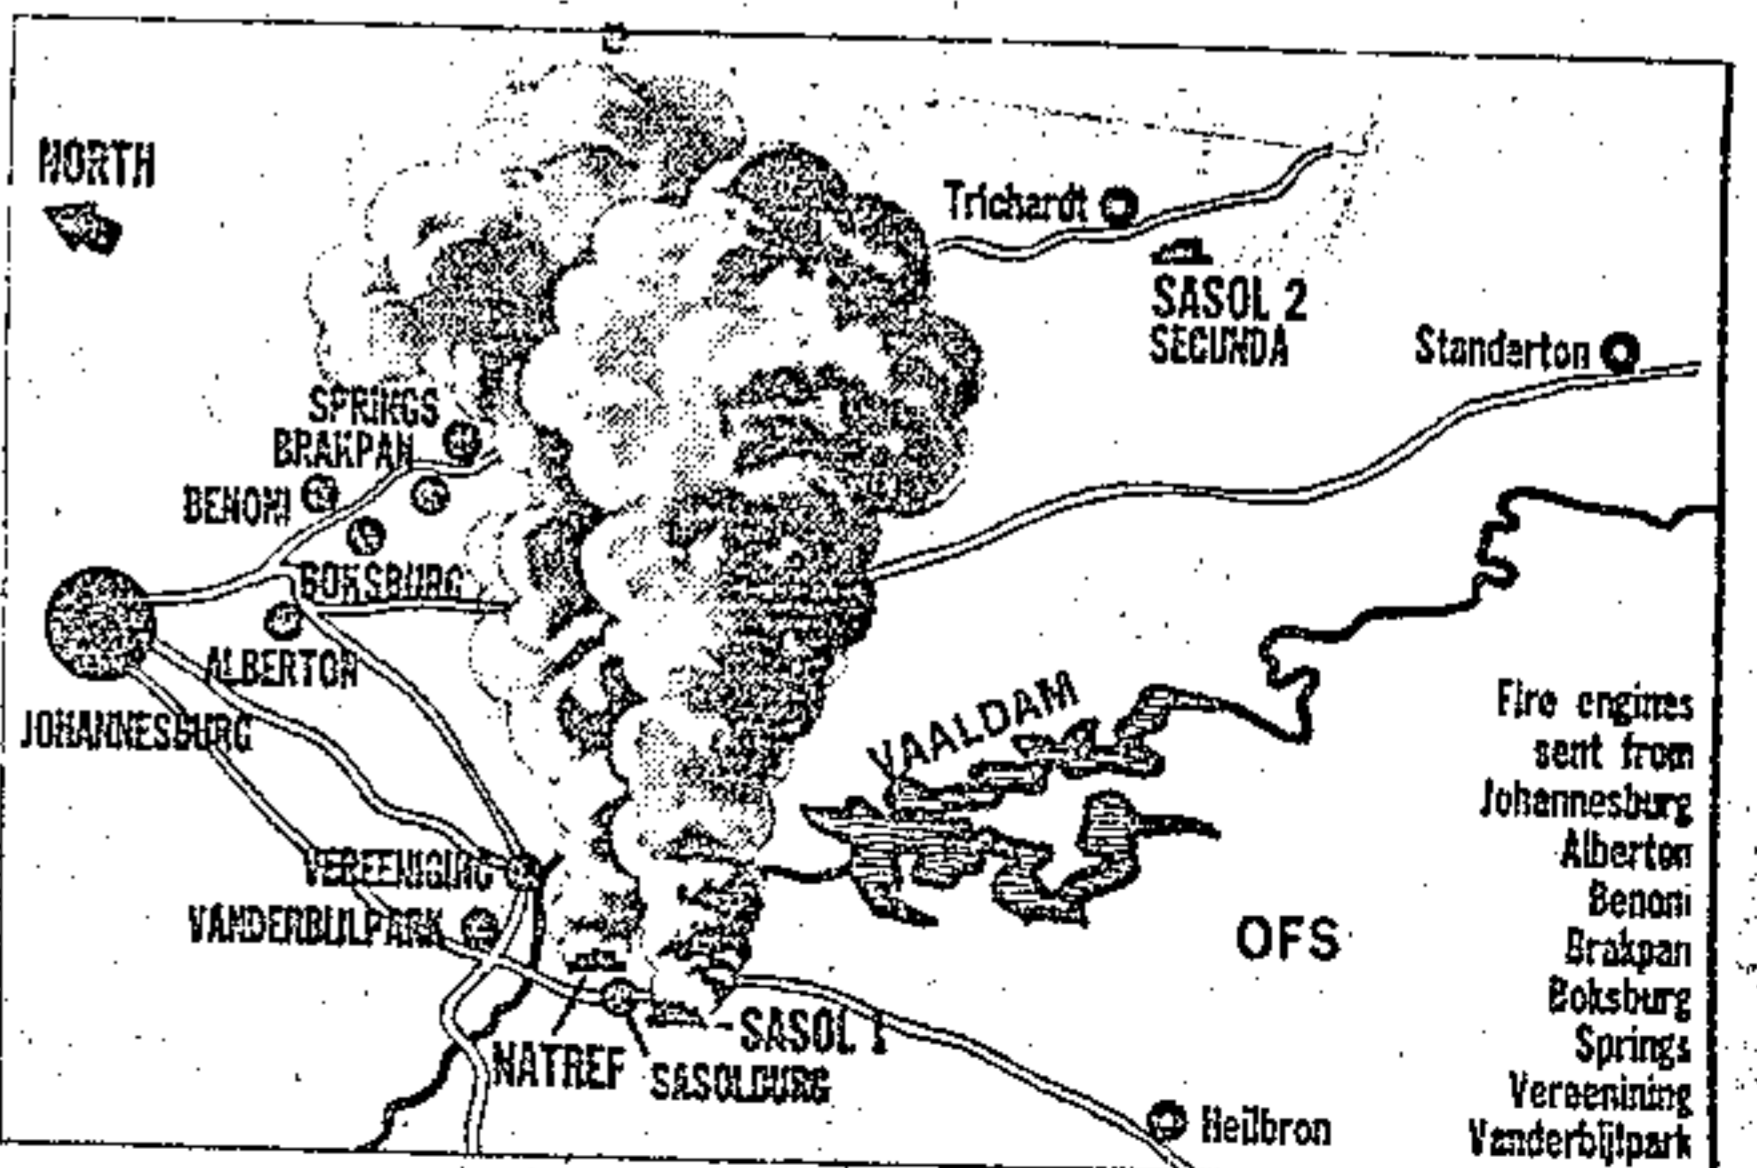 NORTH
Trichardt
SASOL 2
SECUNDA
Standerton
SPRINGS
BRAKPAN
BENONI
BOKSBURG
ALBERTON
JOHANNESBURG
VAALDAM
VEREENIGING
VANDERBIJLPARK
OFS
NATREF
SASOL 1
SASOLBURG
Heilbron
Fire engines
sent from
Johannesburg
Alberton
Benoni
Brakpan
Boksburg
Springs
Vereenining
Vanderbijlpark